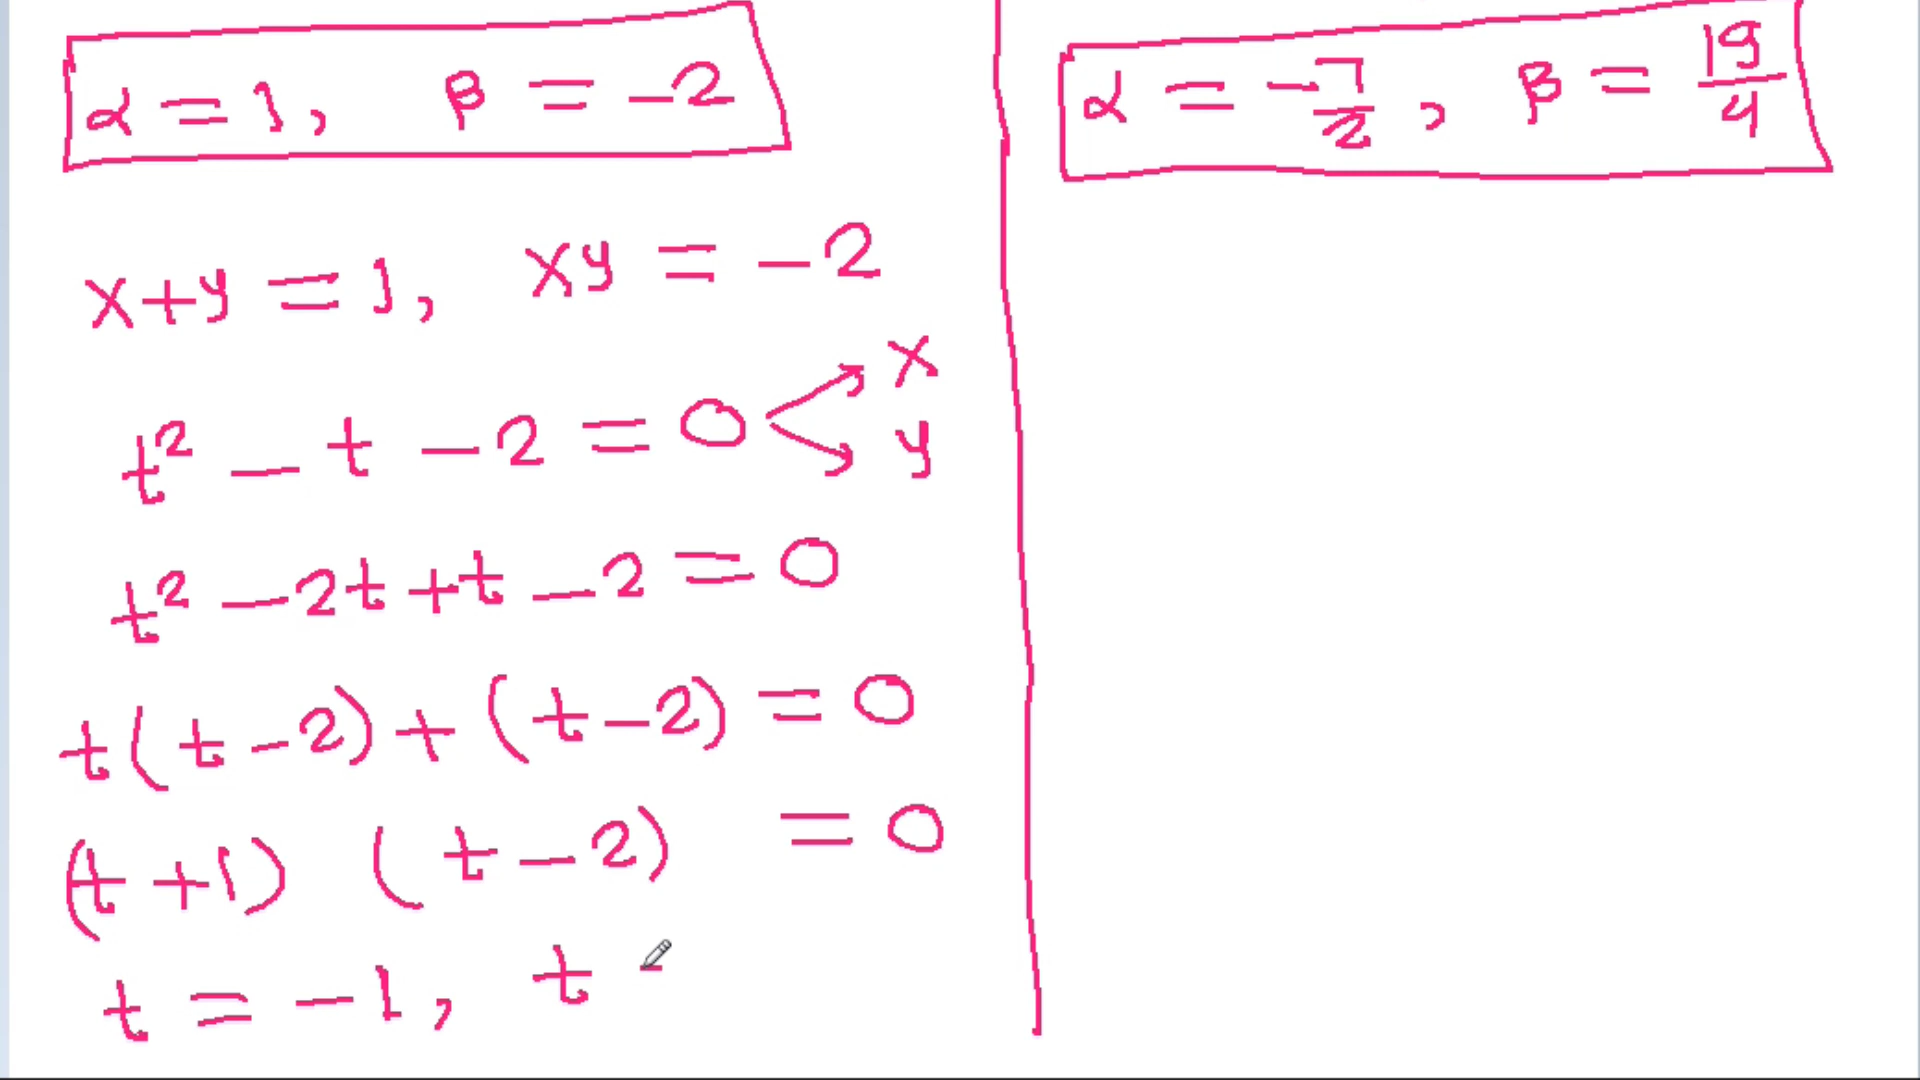 α = 1, β = -2
x+y = 1, xy = -2
t² - t - 2 = 0 x y
t² - 2t + t - 2 = 0
t(t-2) + (t-2) = 0
(t+1) (t-2) = 0
t = -1, t -
α = -7/2, β = 19/4